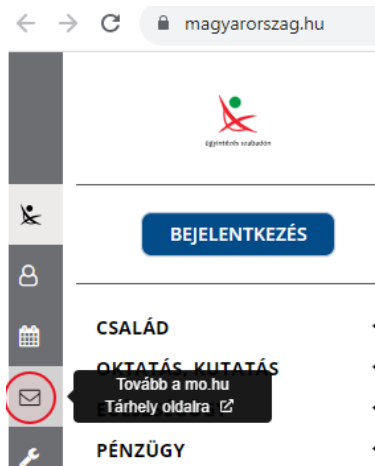 magyarorszag.hu
ügyintézés szabadon
BEJELENTKEZÉS
CSALÁD
OKTATÁS, KUTATÁS
Tovább a mo.hu
Tárhely oldalra
PÉNZÜGY